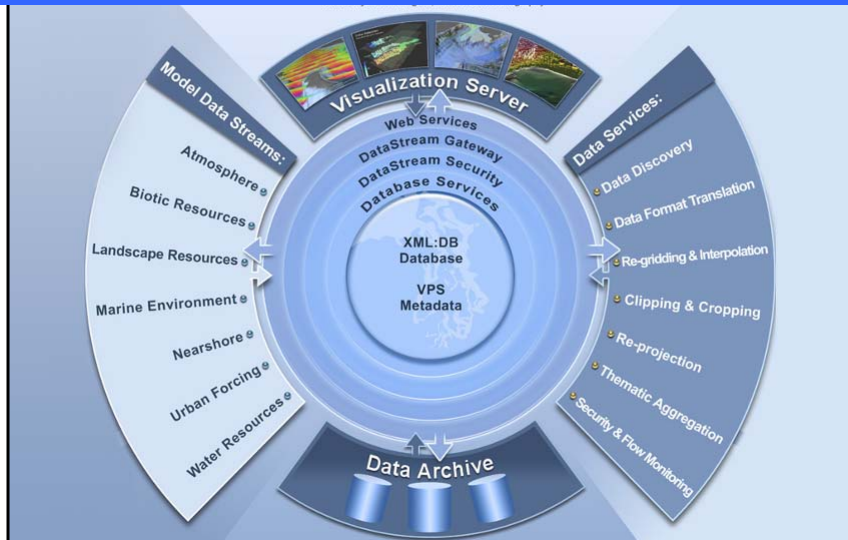 Visualization Server
Model Data Streams:
Atmosphere
Biotic Resources
Landscape Resources
Marine Environment
Nearshore
Urban Forcing
Water Resources
Web Services
DataStream Gateway
DataStream Security
Database Services
XML:DB
Database
VPS
Metadata
Data Services:
Data Discovery
Data Format Translation
Re-gridding & Interpolation
Clipping & Cropping
Re-projection
Thematic Aggregation
Security & Flow Monitoring
Data Archive